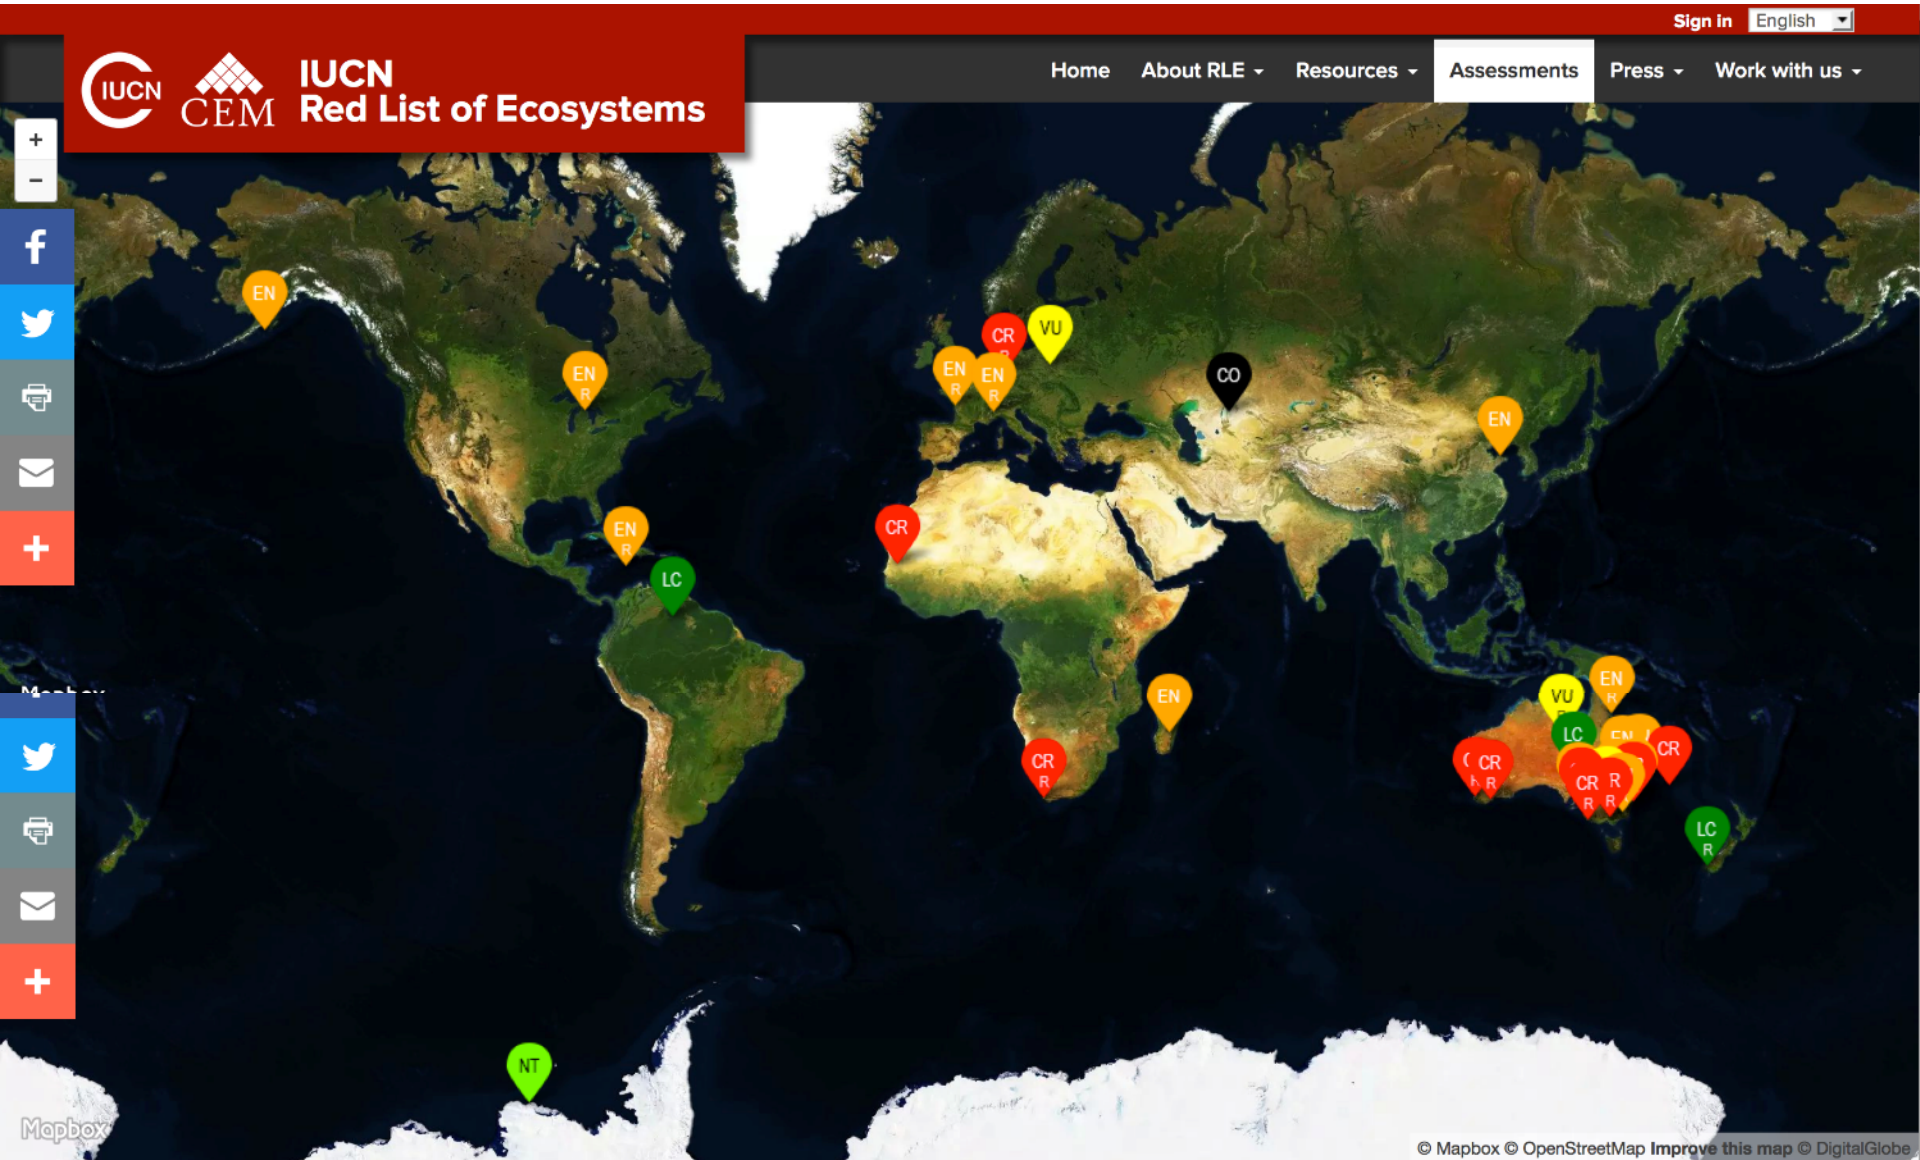 Sign in English
IUCN
CEM
IUCN
Red List of Ecosystems
Home About RLE Resources Assessments Press Work with us
+
−
EN
CR
VU
EN
R
EN
R
EN
R
CO
EN
CR
EN
R
LC
EN
R
VU
EN
LC
EN
CR
CR
R
CR
R
CR
R
R
R
LC
R
NT
Mapbox
© Mapbox © OpenStreetMap Improve this map © DigitalGlobe